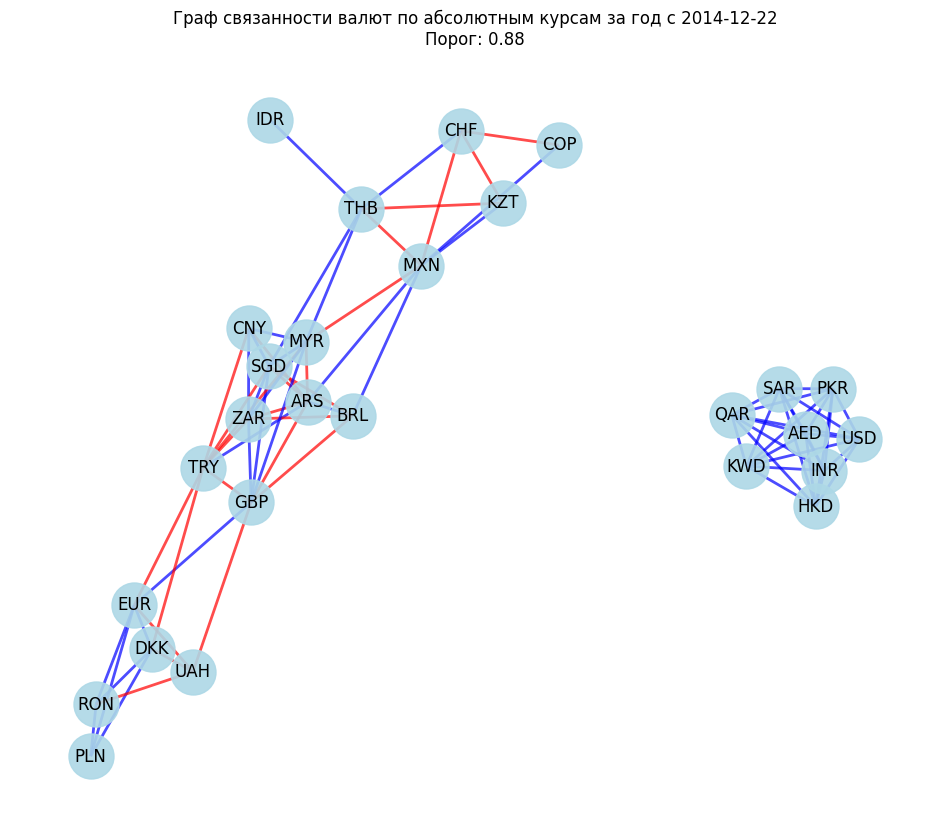 Граф связанности валют по абсолютным курсам за год с 2014-12-22
Порог: 0.88
IDR
CHF
COP
KZT
THB
MXN
CNY
MYR
SGD
ARS
ZAR
BRL
TRY
GBP
SAR
PKR
QAR
AED
USD
KWD
INR
HKD
EUR
DKK
UAH
RON
PLN